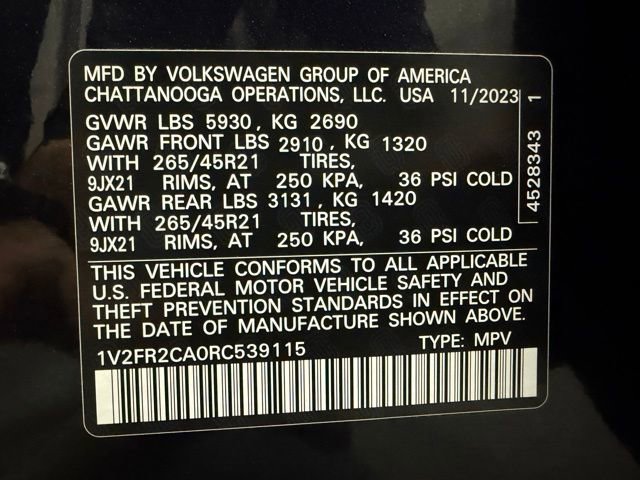 MFD BY VOLKSWAGEN GROUP OF AMERICA
CHATTANOOGA OPERATIONS, LLC. USA 11/2023
GVWR LBS 5930, KG 2690
GAWR FRONT LBS 2910, KG 1320
WITH 265/45R21 TIRES,
9JX21 RIMS, AT 250 KPA, 36 PSI COLD
GAWR REAR LBS 3131, KG 1420
WITH 265/45R21 TIRES,
9JX21 RIMS, AT 250 KPA, 36 PSI COLD
THIS VEHICLE CONFORMS TO ALL APPLICABLE
U.S. FEDERAL MOTOR VEHICLE SAFETY AND
THEFT PREVENTION STANDARDS IN EFFECT ON
THE DATE OF MANUFACTURE SHOWN ABOVE.
1V2FR2CA0RC539115 TYPE: MPV
4528343 1